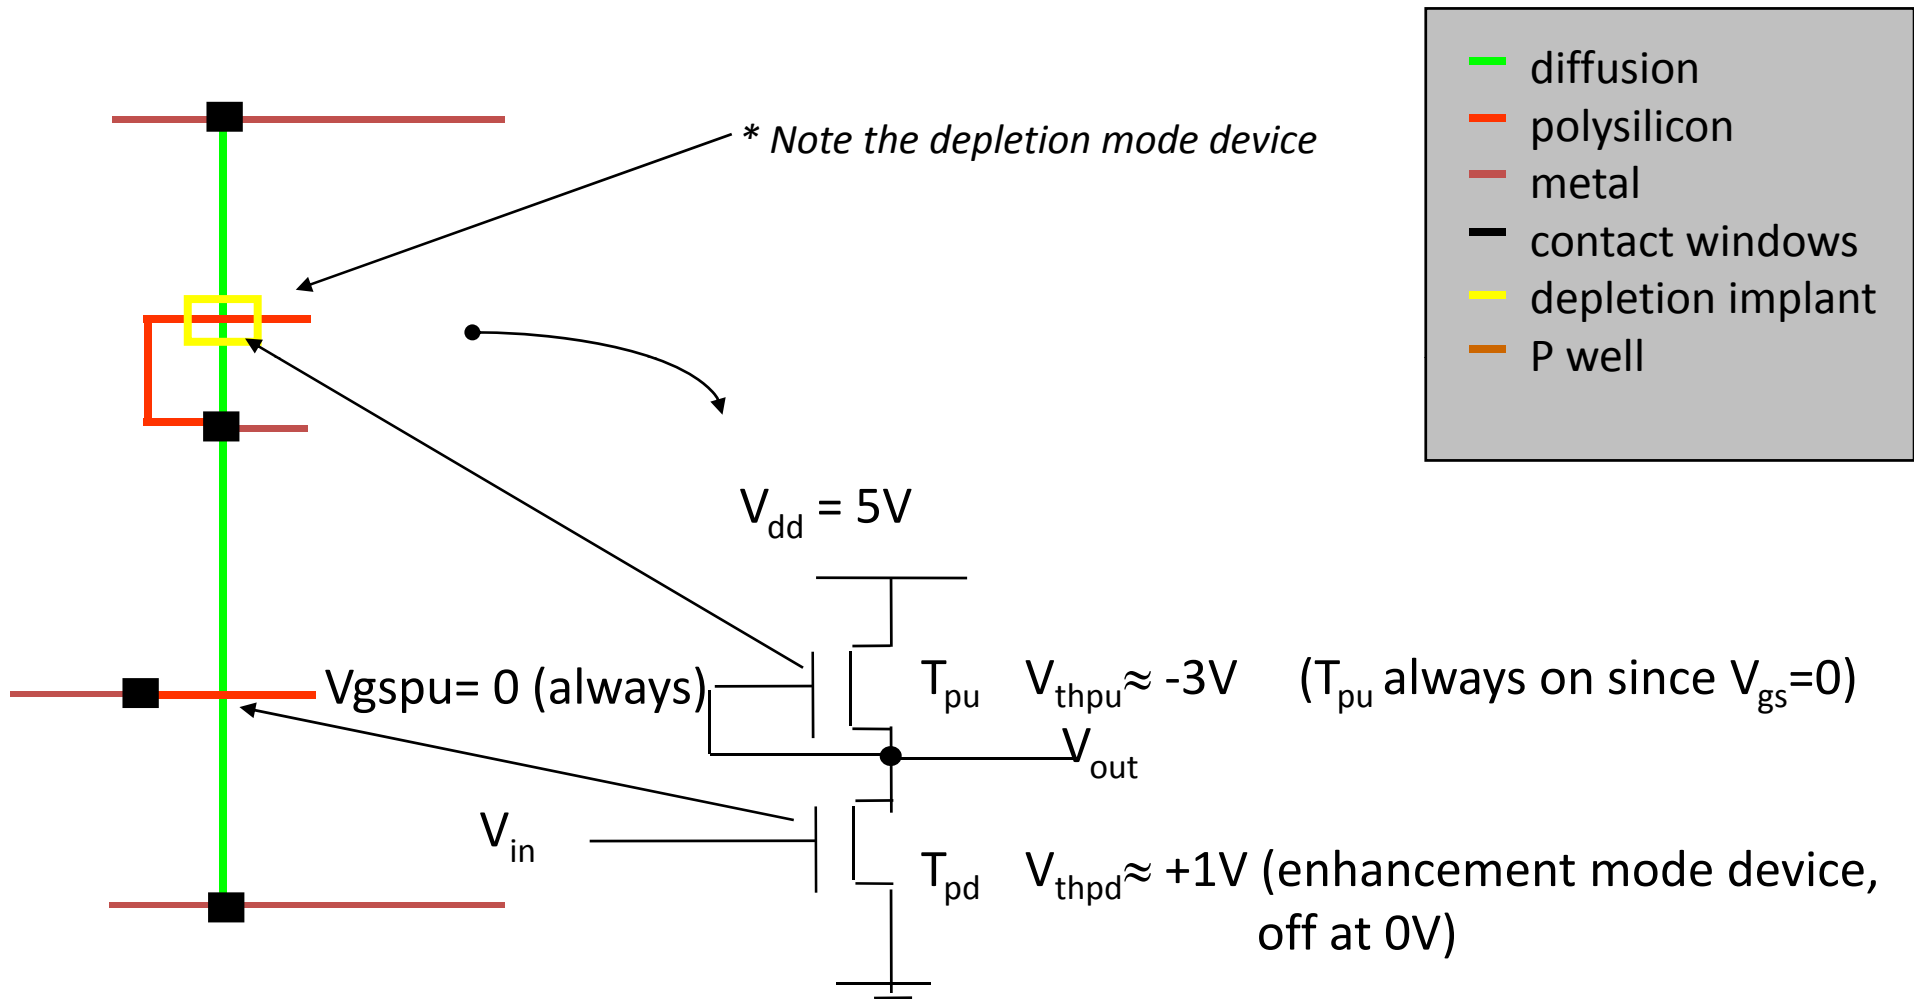 diffusion
polysilicon
metal
contact windows
depletion implant
P well
* Note the depletion mode device
Vdd = 5V
Vgspu= 0 (always)
Tpu Vthpu≈ -3V (Tpu always on since Vgs=0)
Vout
Vin
Tpd Vthpd≈ +1V (enhancement mode device,
off at 0V)